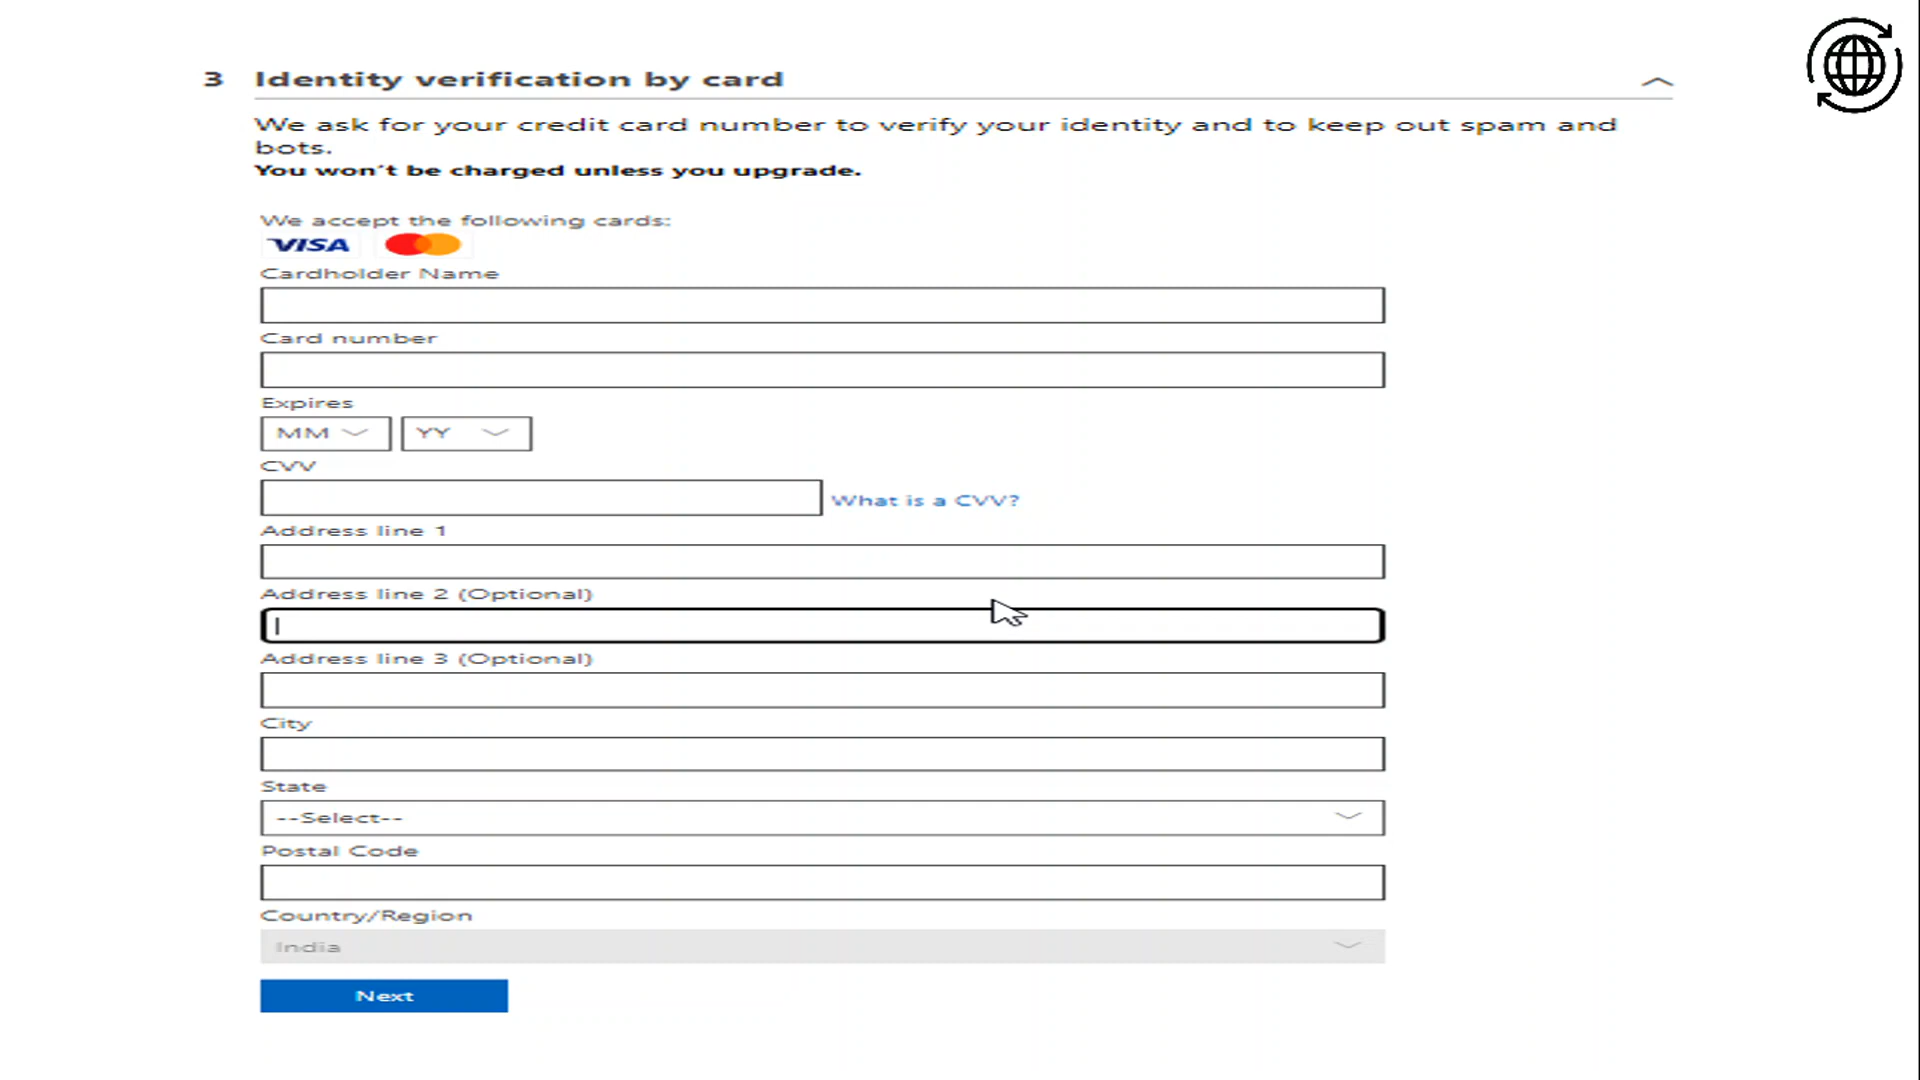 3 Identity verification by card
We ask for your credit card number to verify your identity and to keep out spam and
bots.
You won't be charged unless you upgrade.
We accept the following cards:
VISA
Cardholder Name
Card number
Expires
MM YY
CVV
What is a CVV?
Address line 1
Address line 2 (Optional)
Address line 3 (Optional)
City
State
--Select--
Postal Code
Country/Region
India
Next